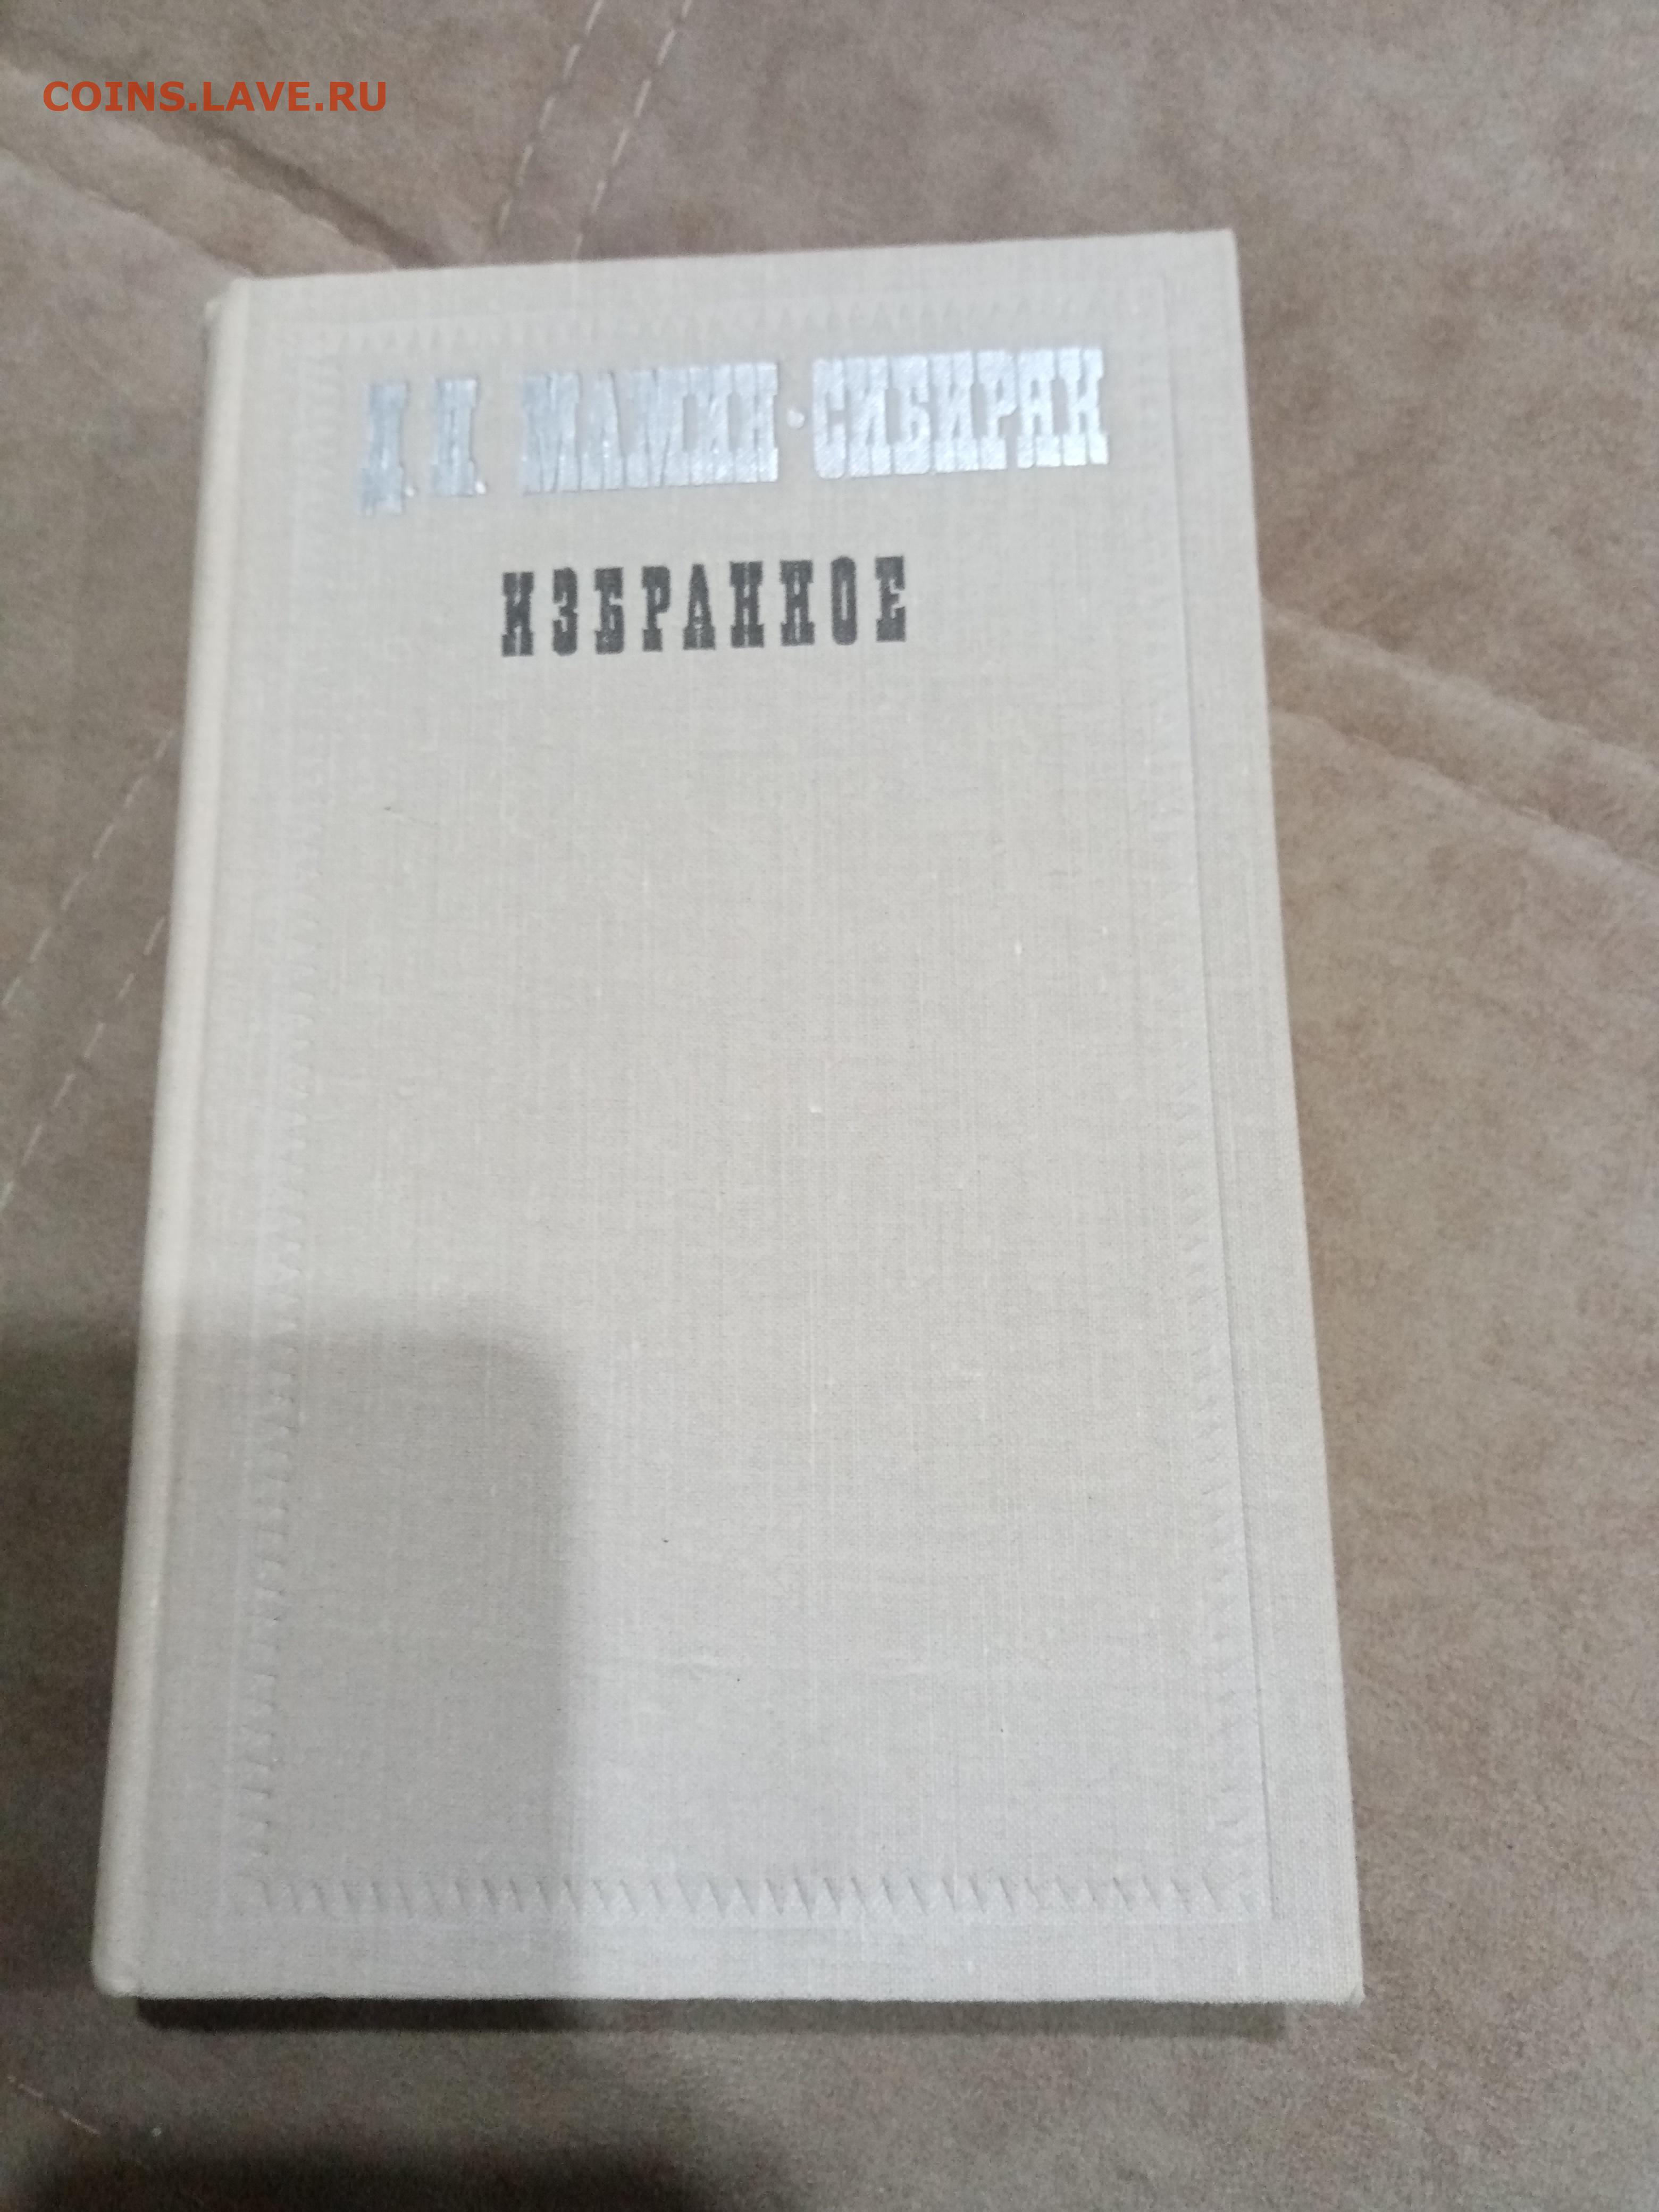 COINS.LAVE.RU
Д. Н. МАМИН-СИБИРЯК
ИЗБРАННОЕ